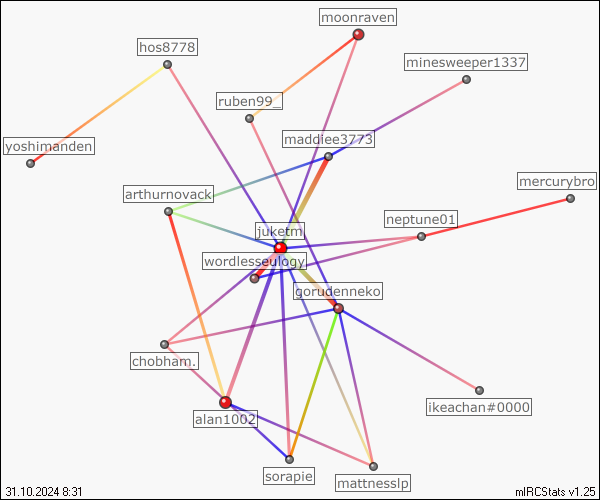 moonraven
hos8778
minesweeper1337
ruben99_
maddiee3773
yoshimanden
mercurybro
arthurnovack
neptune01
juketm
wordlesseulogy
gorudenneko
chobham.
ikeachan#0000
alan1002
sorapie
mattnesslp
31.10.2024 8:31
mIRCStats v1.25